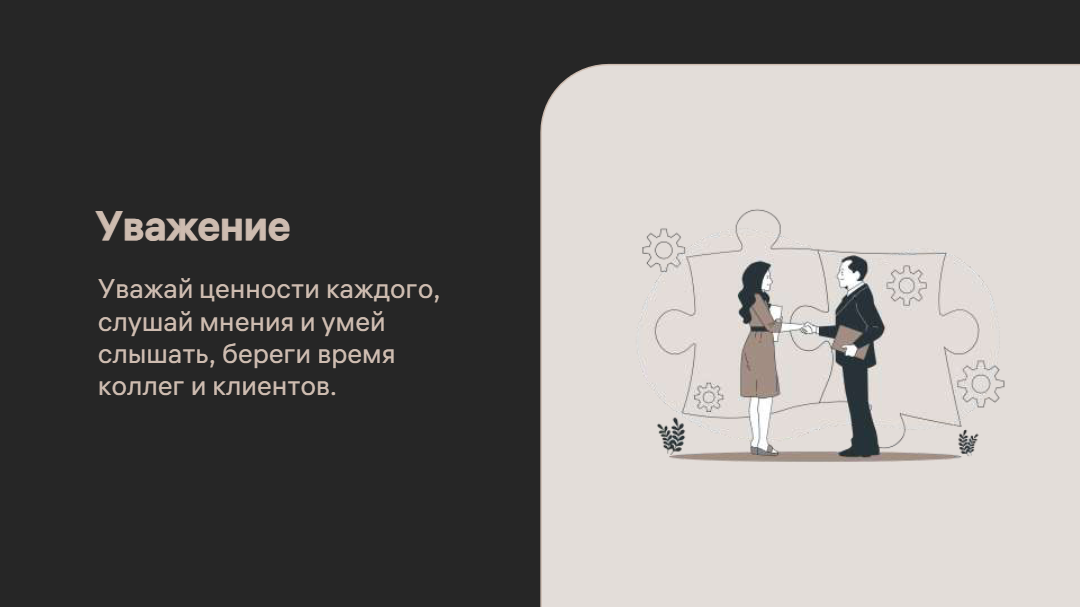 Уважение
Уважай ценности каждого,
слушай мнения и умей
слышать, береги время
коллег и клиентов.